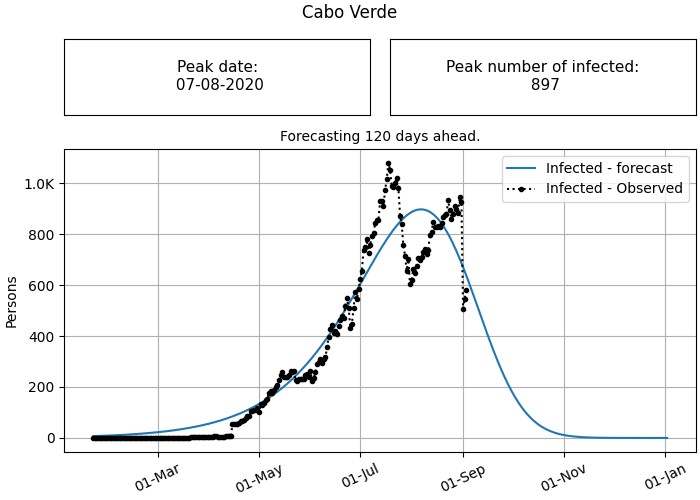 Cabo Verde
Peak date:
07-08-2020
Peak number of infected:
897
Forecasting 120 days ahead.
Infected - forecast
Infected - Observed
Persons
1.0K
800
600
400
200
0
01-Mar
01-May
01-Jul
01-Sep
01-Nov
01-Jan